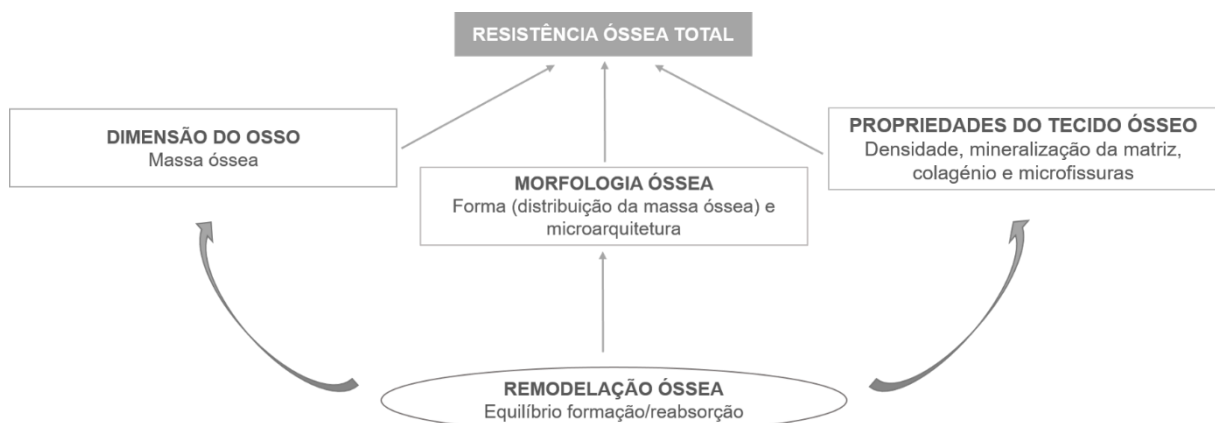 RESISTÊNCIA ÓSSEA TOTAL
DIMENSÃO DO OSSO
Massa óssea
MORFOLOGIA ÓSSEA
Forma (distribuição da massa óssea) e
microarquitetura
PROPRIEDADES DO TECIDO ÓSSEO
Densidade, mineralização da matriz,
colagénio e microfissuras
REMODELAÇÃO ÓSSEA
Equilíbrio formação/reabsorção